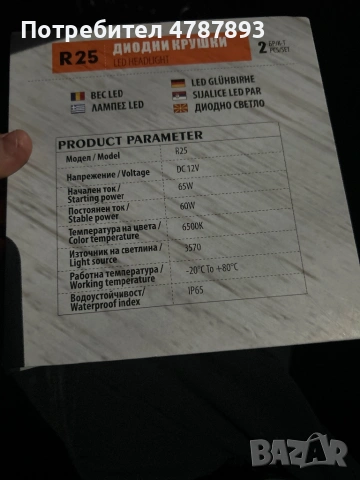 Потребител 4787893
R25
ДИОДНИ КРУШКИ
LED HEADLIGHT
2
BEC LED
LED GLÜHBIRNE
ΛΑΜΠΕΣ LED
SIJALICE LED PAR
ДИОДНО СВЕТЛО
PRODUCT PARAMETER
Модел / Model R25
Напрежение / Voltage DC 12V
Начален ток /
Starting power 65W
Постоянен ток /
Stable power 60W
Температура на цвета /
Color temperature 6500K
Източник на светлина /
Light source 3570
Работна температура /
Working temperature -20°C To +80°C
Водоустойчивост/
Waterproof index IP65
BAZAR